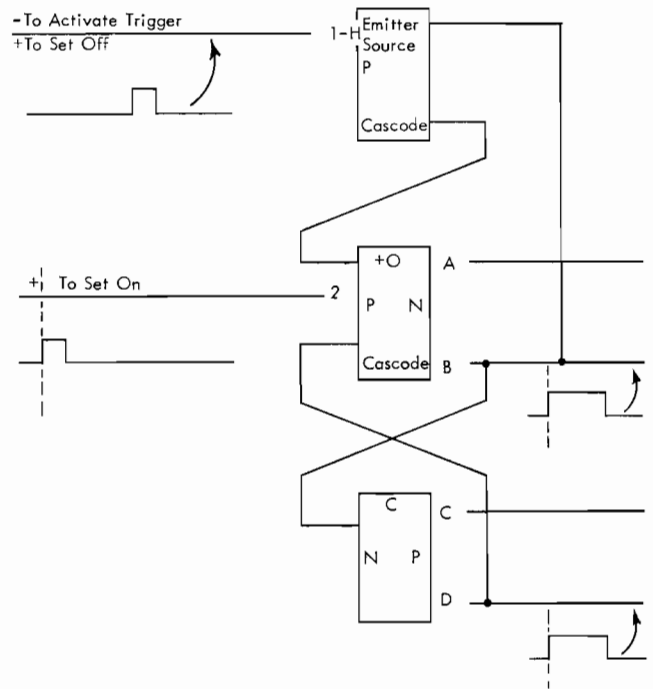 -To Activate Trigger
+To Set Off
1-H
Emitter
Source
P
Cascode
+O
A
+ To Set On
2
P N
Cascode
B
C
C
N P
D